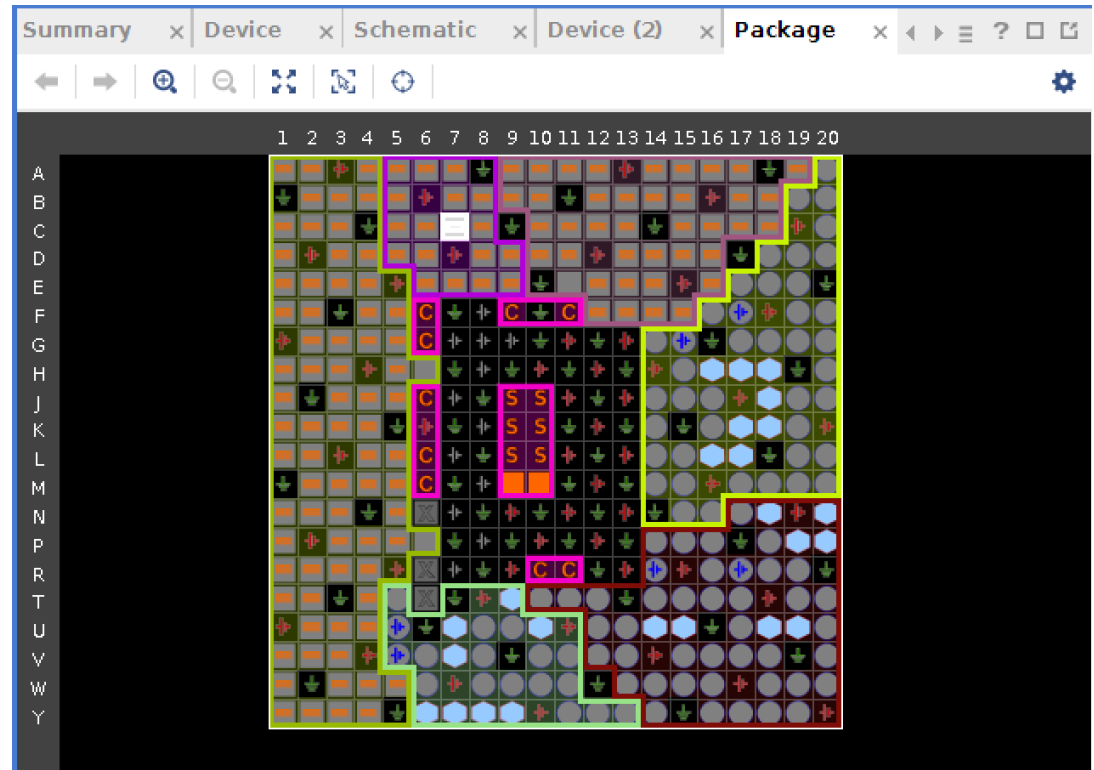 Summary Device Schematic Device (2) Package ?
1 2 3 4 5 6 7 8 9 10 11 12 13 14 15 16 17 18 19 20
A
B
C
D
E
F C C C
G C
H
J C S S
K S S
L C S S
M C
N X
P
R X C C
T X
U
V
W
Y